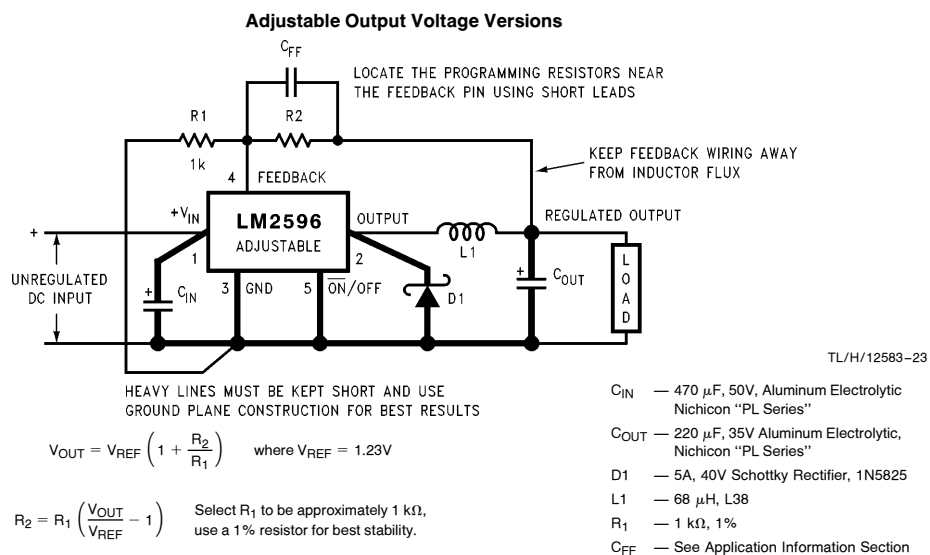 Adjustable Output Voltage Versions
CFF
LOCATE THE PROGRAMMING RESISTORS NEAR
THE FEEDBACK PIN USING SHORT LEADS
R1
R2
1k
KEEP FEEDBACK WIRING AWAY
FROM INDUCTOR FLUX
4 FEEDBACK
+VIN
LM2596
ADJUSTABLE
OUTPUT
REGULATED OUTPUT
+
1
2
L1
UNREGULATED
DC INPUT
+
CIN
3 GND
5 ON/OFF
D1
+
COUT
LOAD
TL/H/12583–23
HEAVY LINES MUST BE KEPT SHORT AND USE
GROUND PLANE CONSTRUCTION FOR BEST RESULTS
VOUT = VREF (1 + R2/R1) where VREF = 1.23V
R2 = R1 (VOUT/VREF − 1)
Select R1 to be approximately 1 kΩ,
use a 1% resistor for best stability.
CIN — 470 μF, 50V, Aluminum Electrolytic
Nichicon “PL Series”
COUT — 220 μF, 35V Aluminum Electrolytic,
Nichicon “PL Series”
D1 — 5A, 40V Schottky Rectifier, 1N5825
L1 — 68 μH, L38
R1 — 1 kΩ, 1%
CFF — See Application Information Section